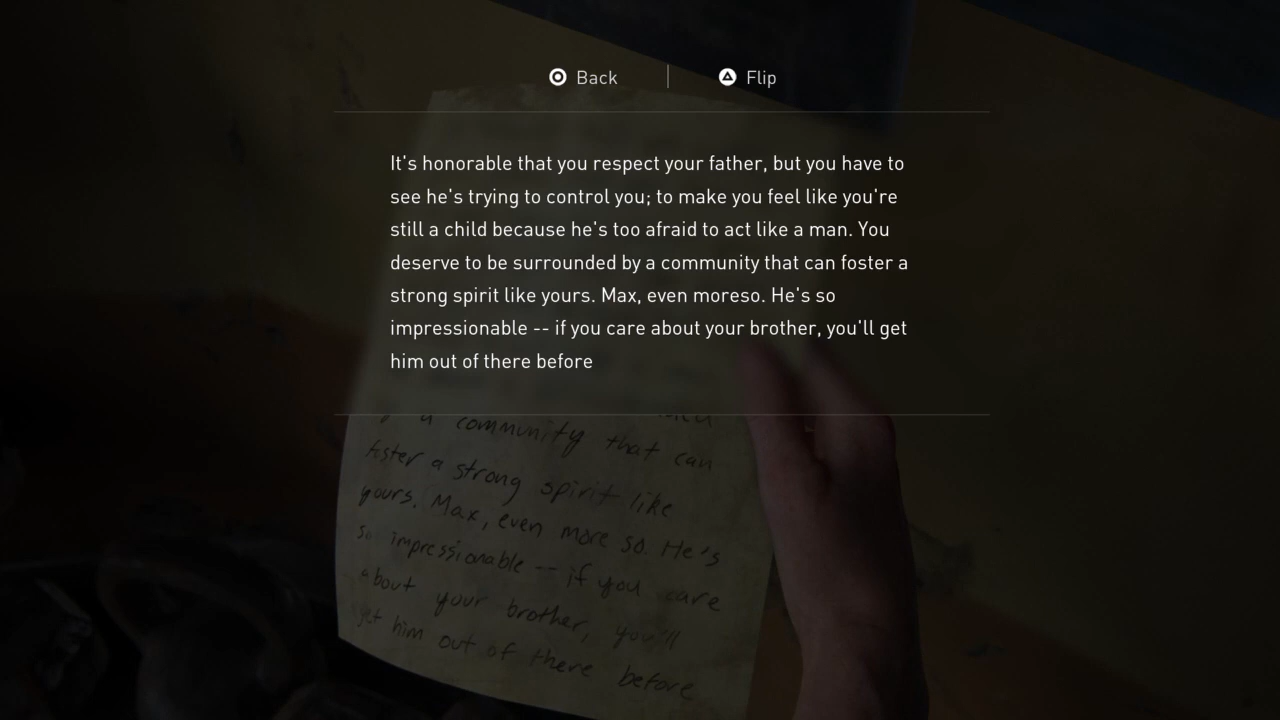 Back
Flip
It's honorable that you respect your father, but you have to
see he's trying to control you; to make you feel like you're
still a child because he's too afraid to act like a man. You
deserve to be surrounded by a community that can foster a
strong spirit like yours. Max, even moreso. He's so
impressionable -- if you care about your brother, you'll get
him out of there before
a community that can
foster a strong spirit like
yours. Max, even more so. He's
so impressionable -- if you care
about your brother, you'll
get him out of there before